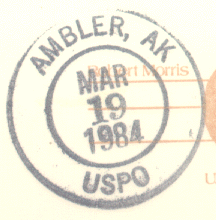 AMBLER, AK
Robert Morris
MAR
19
1984
USPO
U